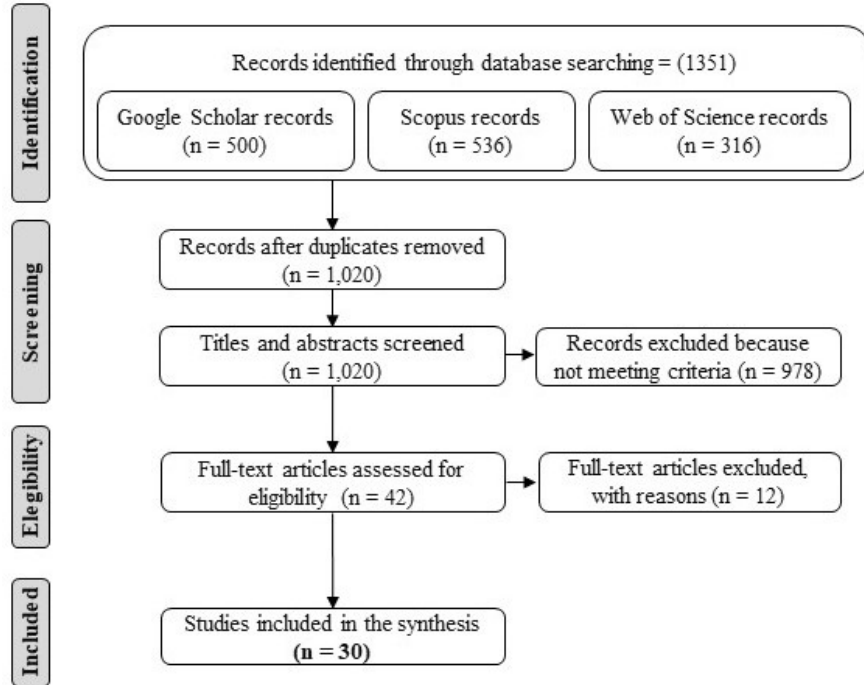 Identification
Records identified through database searching = (1351)
Google Scholar records
(n = 500)
Scopus records
(n = 536)
Web of Science records
(n = 316)
Screening
Records after duplicates removed
(n = 1,020)
Titles and abstracts screened
(n = 1,020)
Records excluded because
not meeting criteria (n = 978)
Elegibility
Full-text articles assessed for
eligibility (n = 42)
Full-text articles excluded,
with reasons (n = 12)
Included
Studies included in the synthesis
(n = 30)